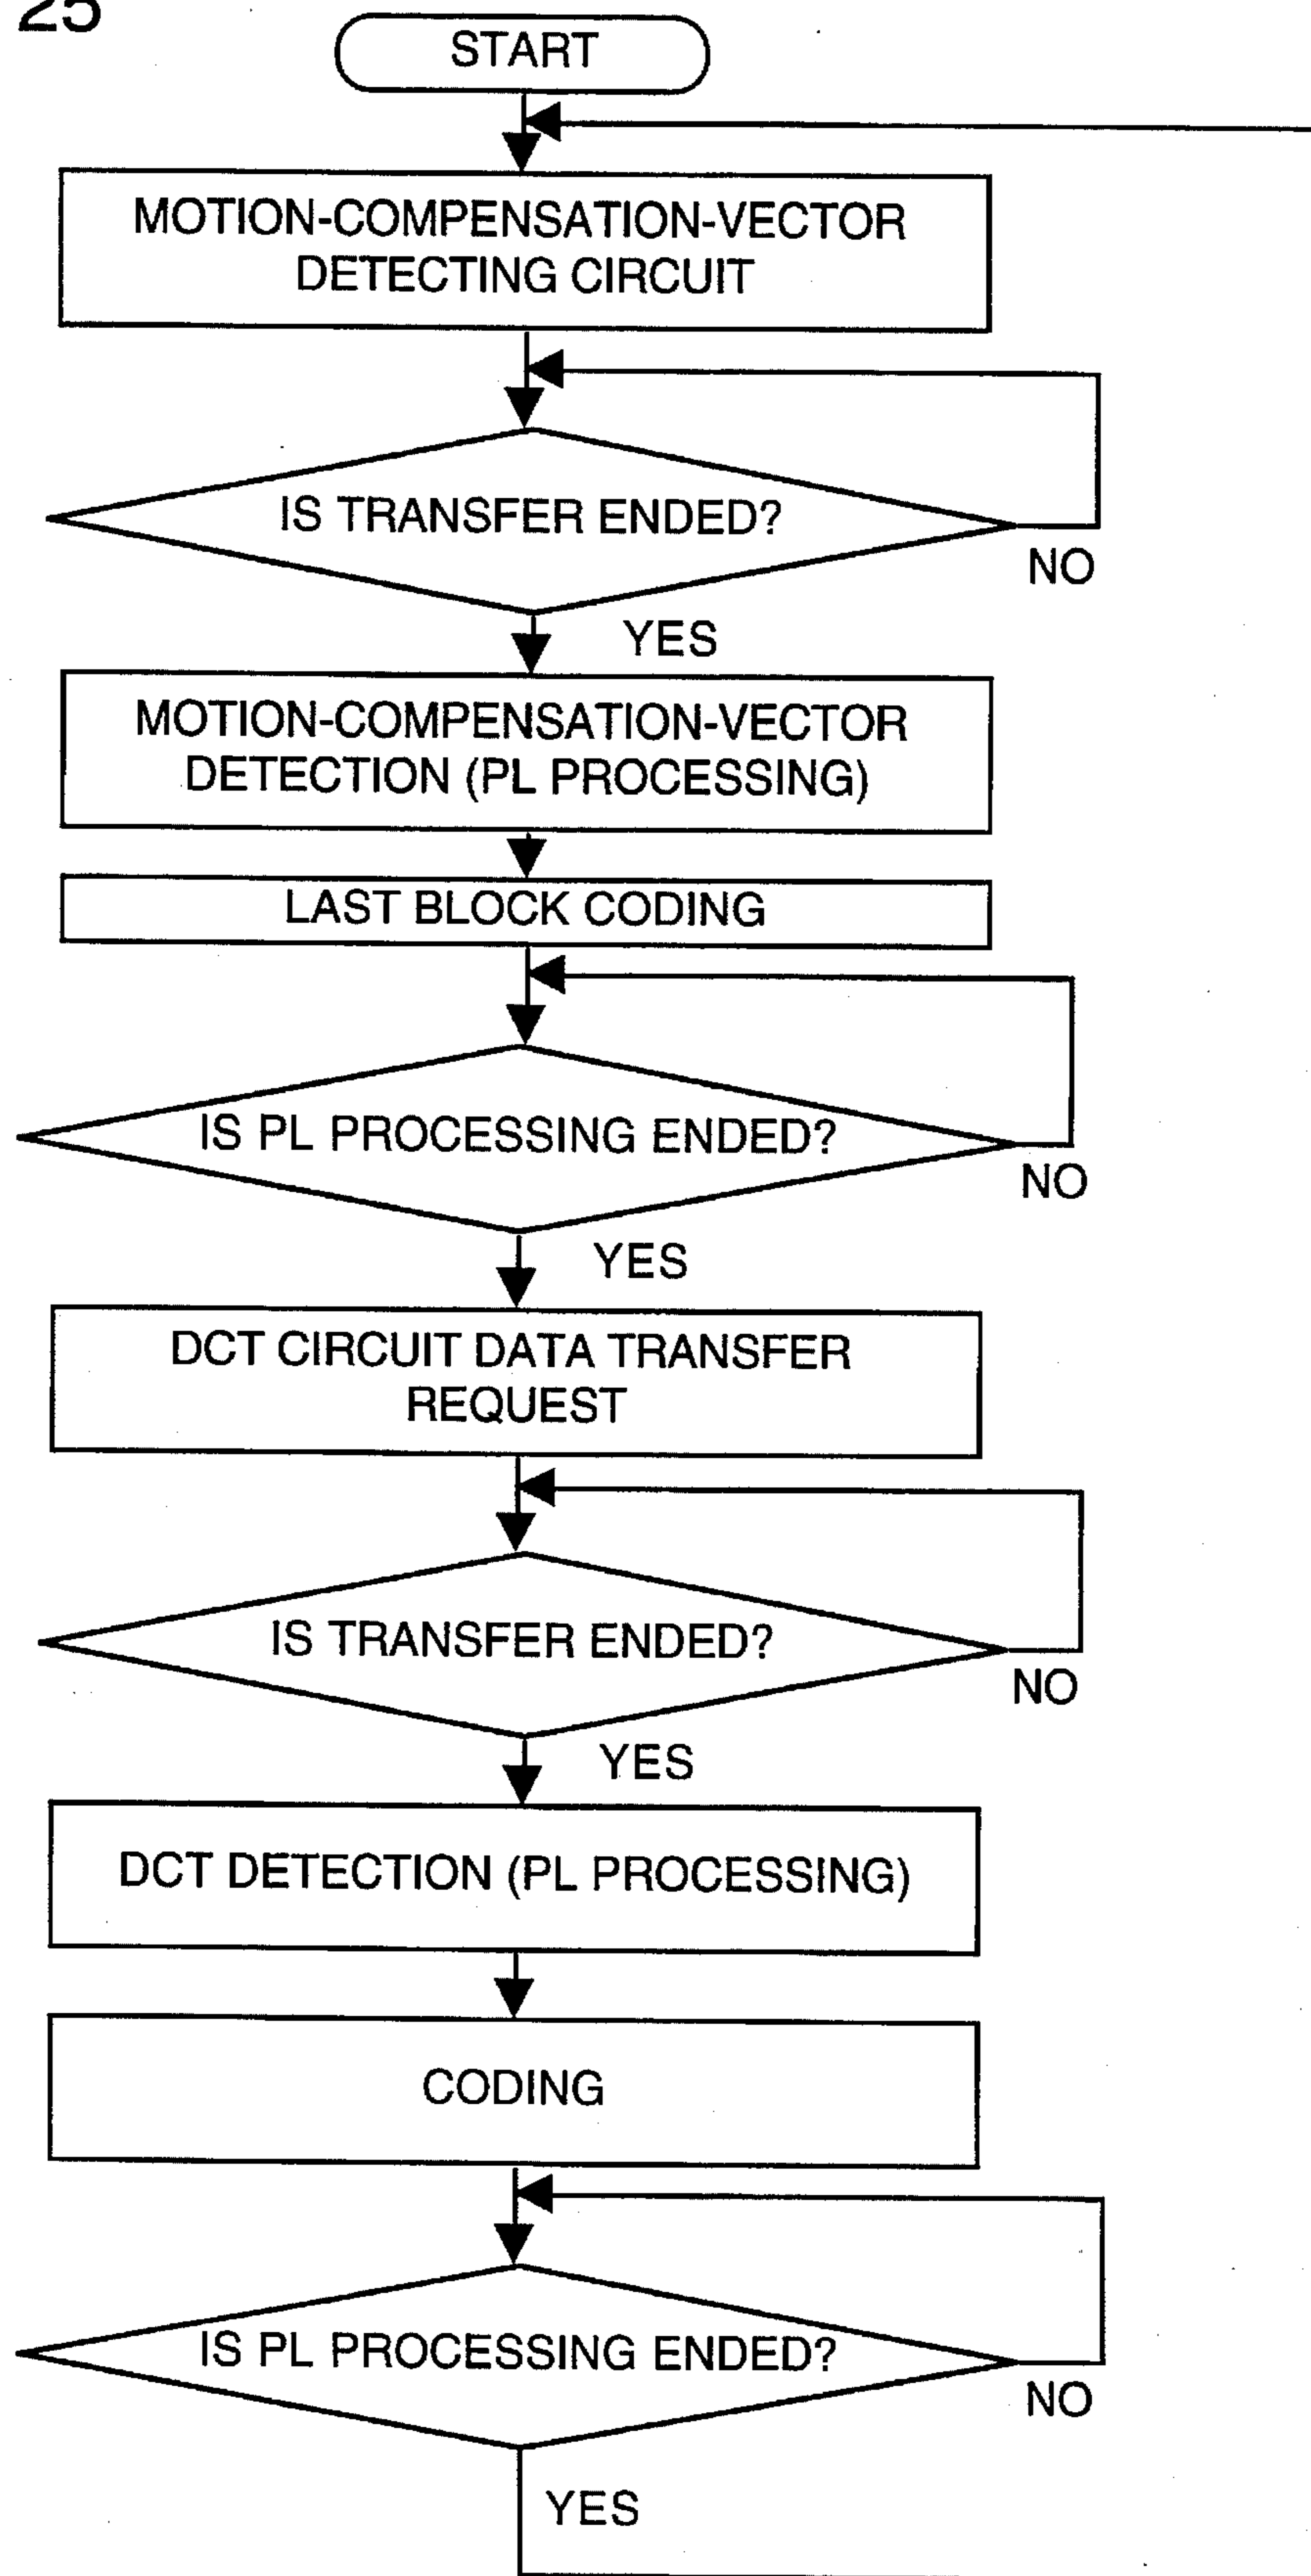 25
START
MOTION-COMPENSATION-VECTOR
DETECTING CIRCUIT
IS TRANSFER ENDED?
NO
YES
MOTION-COMPENSATION-VECTOR
DETECTION (PL PROCESSING)
LAST BLOCK CODING
IS PL PROCESSING ENDED?
NO
YES
DCT CIRCUIT DATA TRANSFER
REQUEST
IS TRANSFER ENDED?
NO
YES
DCT DETECTION (PL PROCESSING)
CODING
IS PL PROCESSING ENDED?
NO
YES